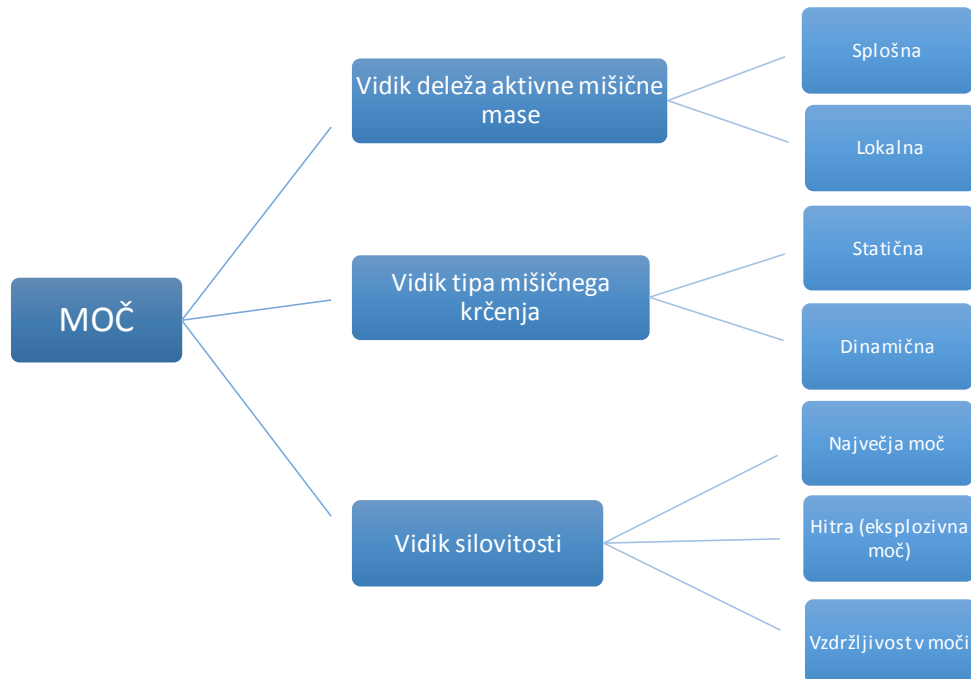 MOČ
Vidik deleža aktivne mišične
mase
Splošna
Lokalna
Vidik tipa mišičnega
krčenja
Statična
Dinamična
Vidik silovitosti
Največja moč
Hitra (eksplozivna
moč)
Vzdržljivost v moči